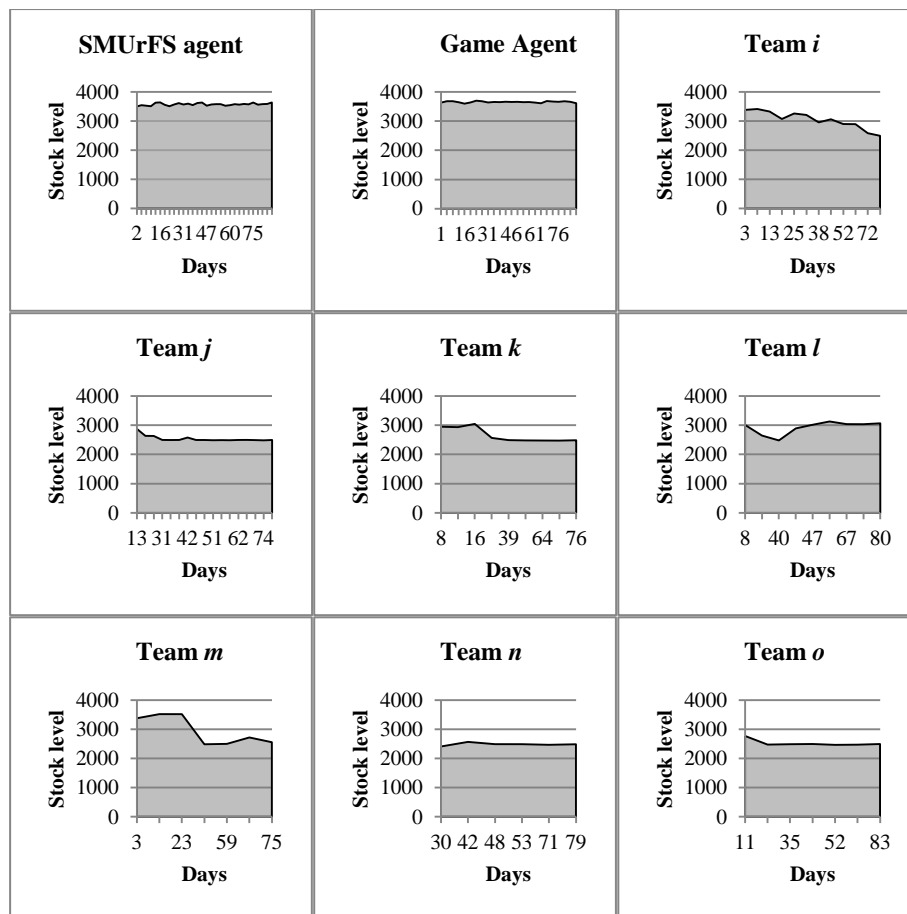 SMUrFS agent
Stock level
4000
3000
2000
1000
0
2 16 31 47 60 75
Days
Game Agent
Stock level
4000
3000
2000
1000
0
1 16 31 46 61 76
Days
Team i
Stock level
4000
3000
2000
1000
0
3 13 25 38 52 72
Days
Team j
Stock level
4000
3000
2000
1000
0
13 31 42 51 62 74
Days
Team k
Stock level
4000
3000
2000
1000
0
8 16 39 64 76
Days
Team l
Stock level
4000
3000
2000
1000
0
8 40 47 67 80
Days
Team m
Stock level
4000
3000
2000
1000
0
3 23 59 75
Days
Team n
Stock level
4000
3000
2000
1000
0
30 42 48 53 71 79
Days
Team o
Stock level
4000
3000
2000
1000
0
11 35 52 83
Days